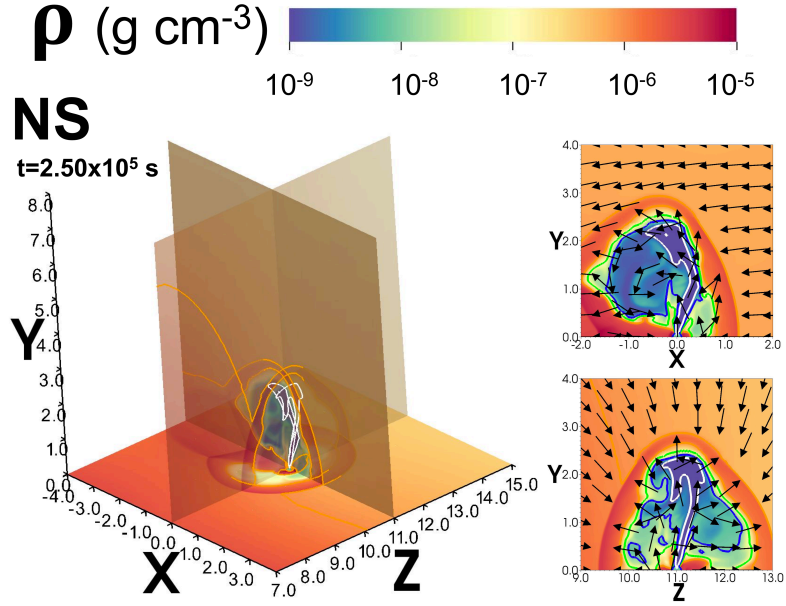 ρ (g cm-3)
10-9 10-8 10-7 10-6 10-5
NS
t=2.50x10⁵ s
8.0
7.0
6.0
5.0
4.0
3.0
2.0
1.0
0.0
Y
-4.0 -3.0 -2.0 -1.0 0.0 1.0 2.0 3.0
X
7.0 8.0 9.0 10.0 11.0 12.0 13.0 14.0 15.0
Z
4.0
3.0
Y 2.0
1.0
0.0
-2.0 -1.0 0.0 1.0 2.0
X
4.0
3.0
Y 2.0
1.0
0.0
9.0 10.0 11.0 12.0 13.0
Z